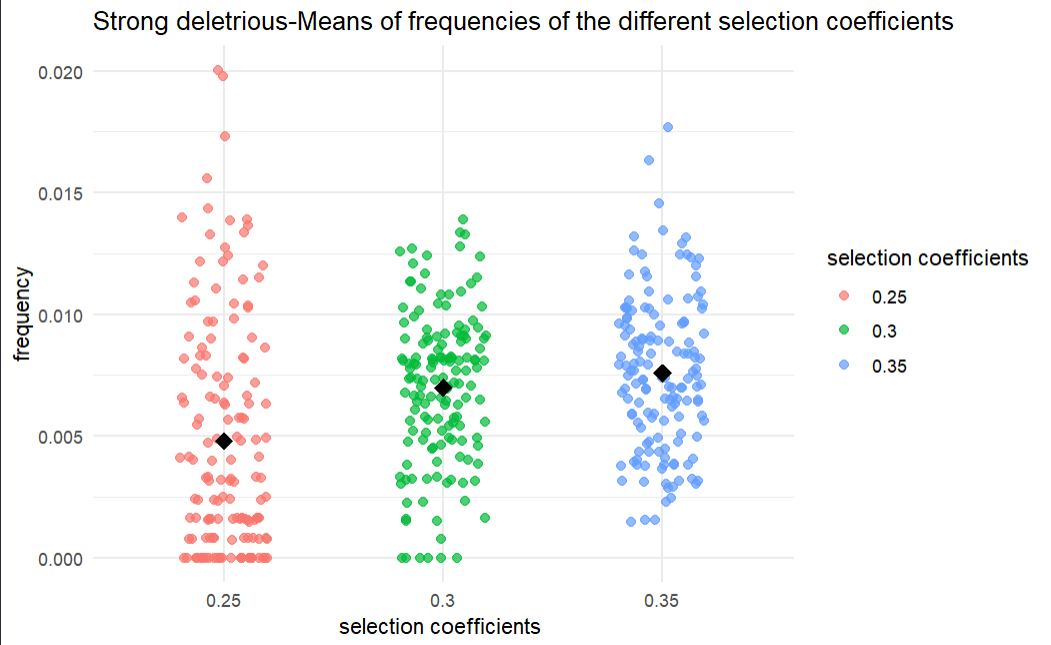 Strong deletrious-Means of frequencies of the different selection coefficients
frequency
0.020
0.015
0.010
0.005
0.000
0.25
0.3
0.35
selection coefficients
selection coefficients
0.25
0.3
0.35